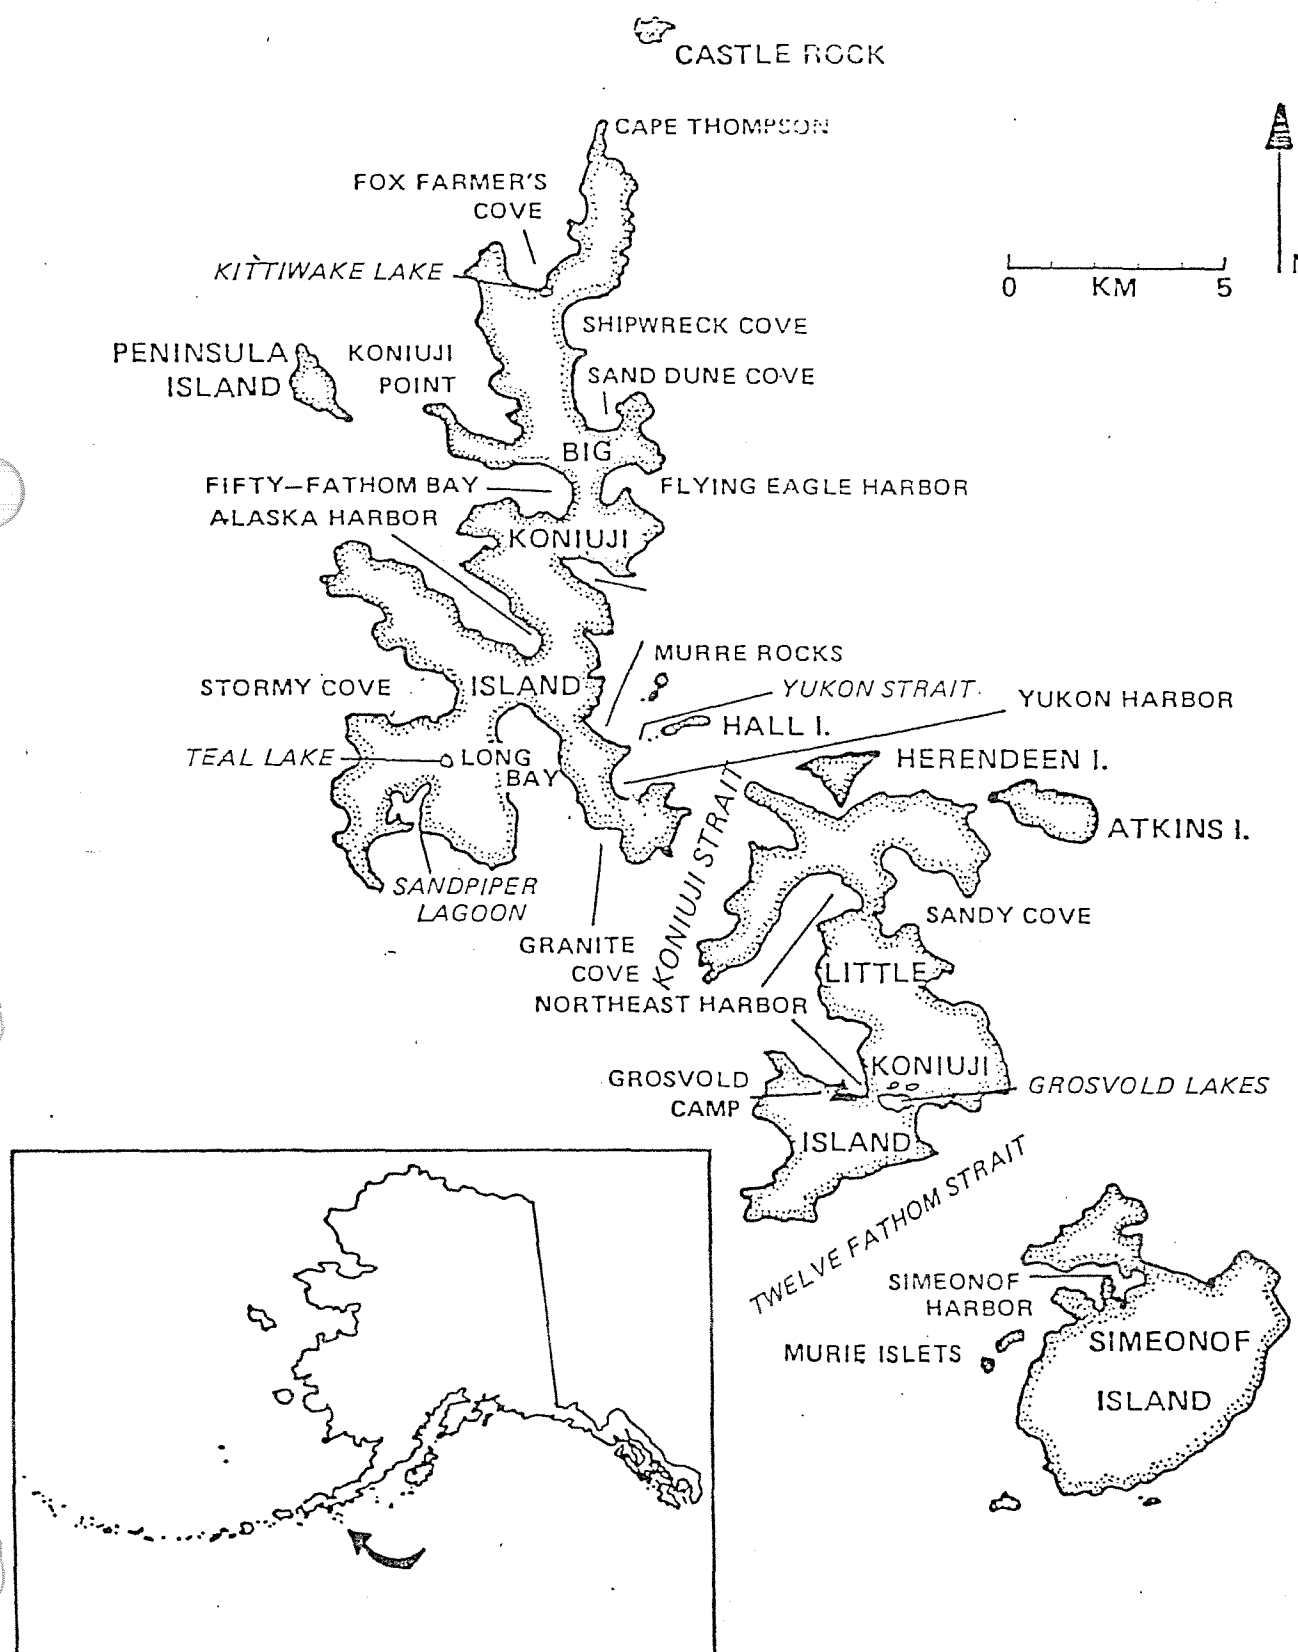 CASTLE ROCK
CAPE THOMPSON
FOX FARMER'S
COVE
KITTIWAKE LAKE
0 KM 5
SHIPWRECK COVE
PENINSULA
ISLAND
KONIUJI
POINT
SAND DUNE COVE
BIG
FIFTY–FATHOM BAY
FLYING EAGLE HARBOR
ALASKA HARBOR
KONIUJI
MURRE ROCKS
STORMY COVE
ISLAND
YUKON STRAIT
YUKON HARBOR
HALL I.
TEAL LAKE
LONG
BAY
HERENDEEN I.
KONIUJI STRAIT
ATKINS I.
SANDPIPER
LAGOON
SANDY COVE
GRANITE
COVE
LITTLE
NORTHEAST HARBOR
KONIUJI
GROSVOLD
CAMP
GROSVOLD LAKES
ISLAND
TWELVE FATHOM STRAIT
SIMEONOF
HARBOR
MURIE ISLETS
SIMEONOF
ISLAND